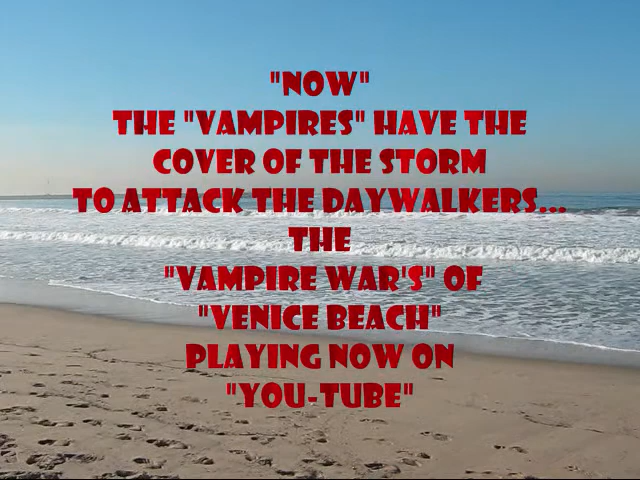 "NOW"
THE "VAMPIRES" HAVE THE
COVER OF THE STORM
TO ATTACK THE DAYWALKERS...
THE
"VAMPIRE WAR'S" OF
"VENICE BEACH"
PLAYING NOW ON
"YOU-TUBE"